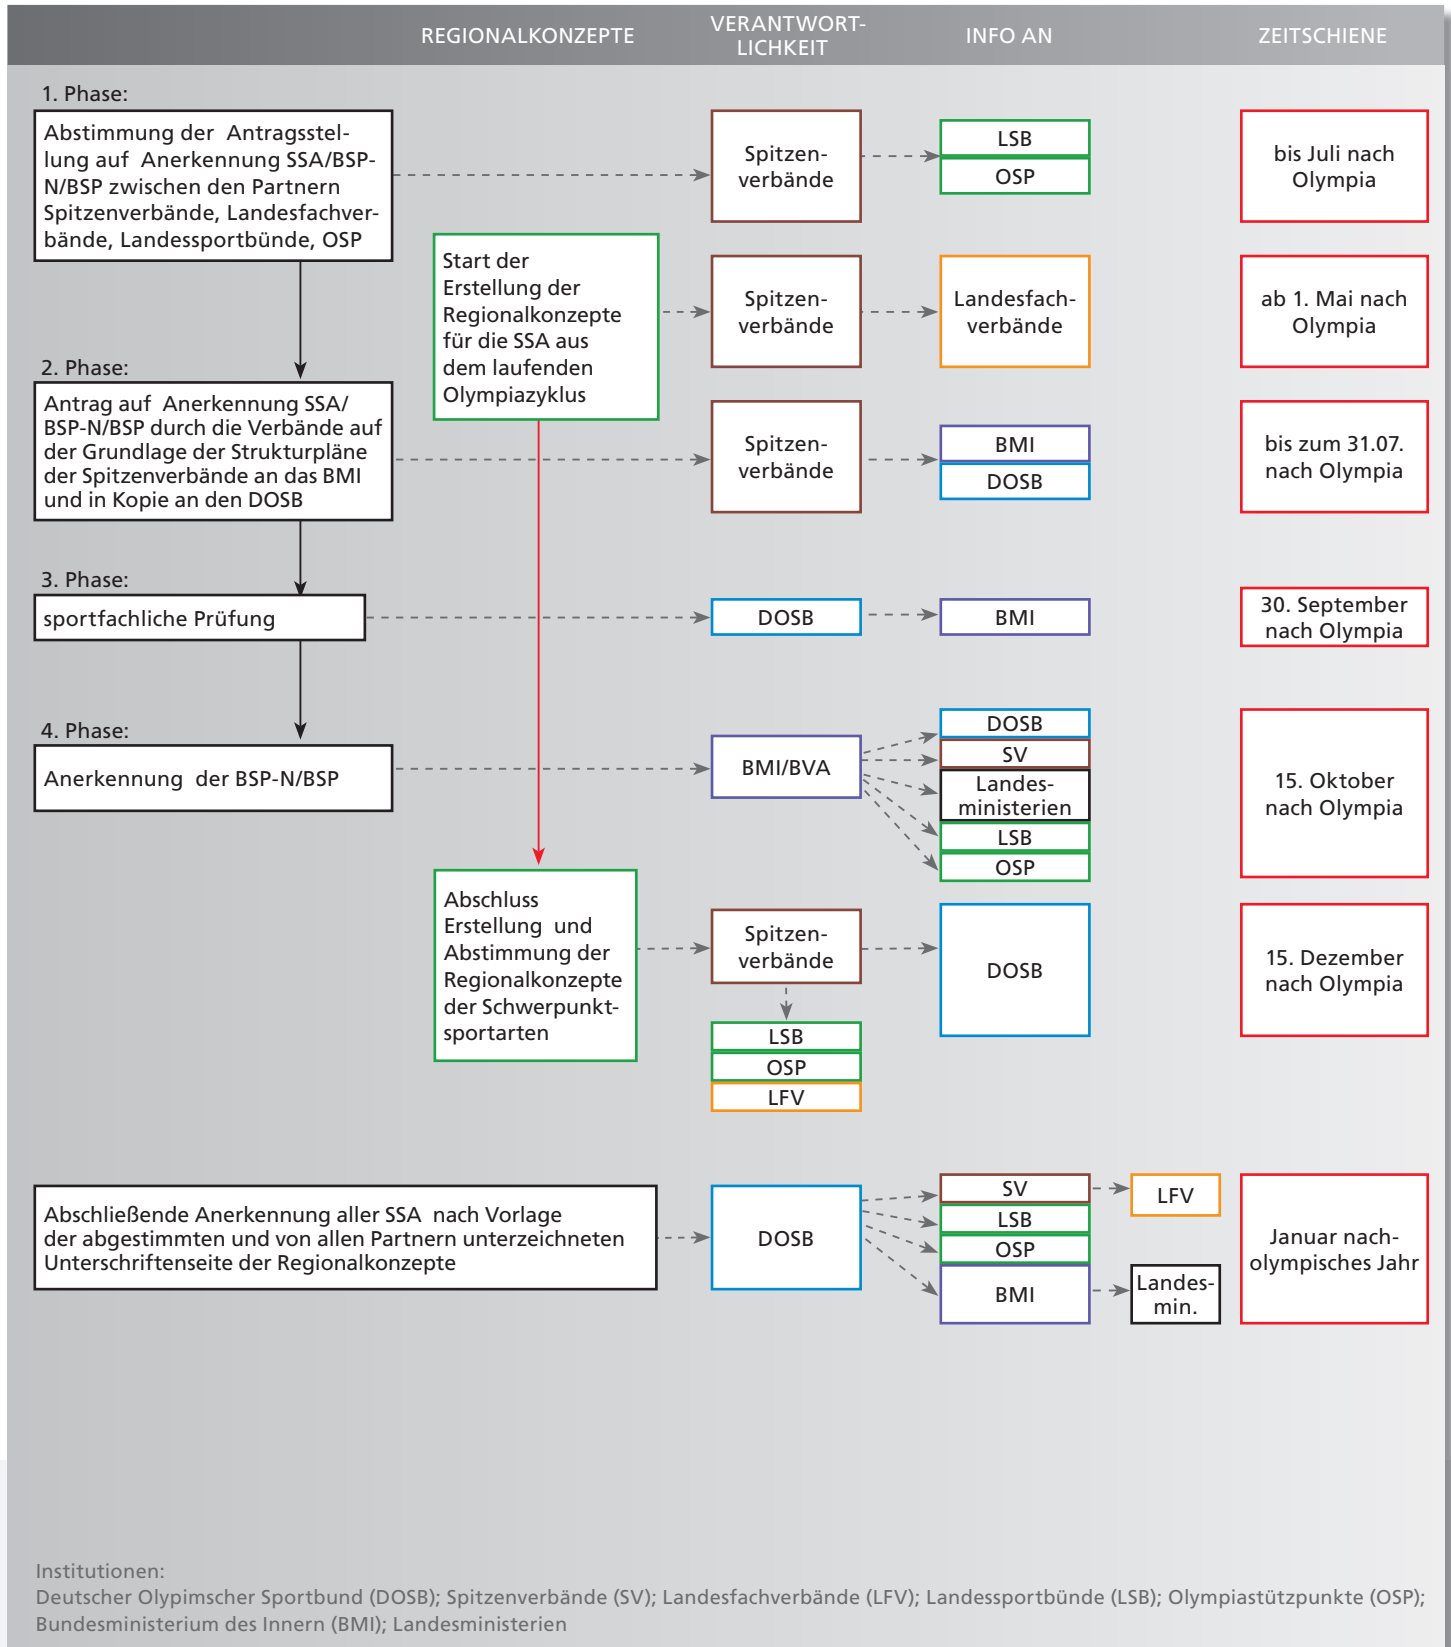 REGIONALKONZEPTE
VERANTWORT-
LICHKEIT
INFO AN
ZEITSCHIENE
1. Phase:
Abstimmung der Antragsstel-
lung auf Anerkennung SSA/BSP-
N/BSP zwischen den Partnern
Spitzenverbände, Landesfachver-
bände, Landessportbünde, OSP
Spitzen-
verbände
LSB
OSP
bis Juli nach
Olympia
Start der
Erstellung der
Regionalkonzepte
für die SSA aus
dem laufenden
Olympiazyklus
Spitzen-
verbände
Landesfach-
verbände
ab 1. Mai nach
Olympia
2. Phase:
Antrag auf Anerkennung SSA/
BSP-N/BSP durch die Verbände auf
der Grundlage der Strukturpläne
der Spitzenverbände an das BMI
und in Kopie an den DOSB
Spitzen-
verbände
BMI
DOSB
bis zum 31.07.
nach Olympia
3. Phase:
sportfachliche Prüfung
DOSB
BMI
30. September
nach Olympia
4. Phase:
Anerkennung der BSP-N/BSP
BMI/BVA
DOSB
SV
Landes-
ministerien
LSB
OSP
15. Oktober
nach Olympia
Abschluss
Erstellung und
Abstimmung der
Regionalkonzepte
der Schwerpunkt-
sportarten
Spitzen-
verbände
LSB
OSP
LFV
DOSB
15. Dezember
nach Olympia
Abschließende Anerkennung aller SSA nach Vorlage
der abgestimmten und von allen Partnern unterzeichneten
Unterschriftenseite der Regionalkonzepte
DOSB
SV
LSB
OSP
BMI
LFV
Landes-
min.
Januar nach-
olympisches Jahr
Institutionen:
Deutscher Olypimscher Sportbund (DOSB); Spitzenverbände (SV); Landesfachverbände (LFV); Landessportbünde (LSB); Olympiastützpunkte (OSP);
Bundesministerium des Innern (BMI); Landesministerien